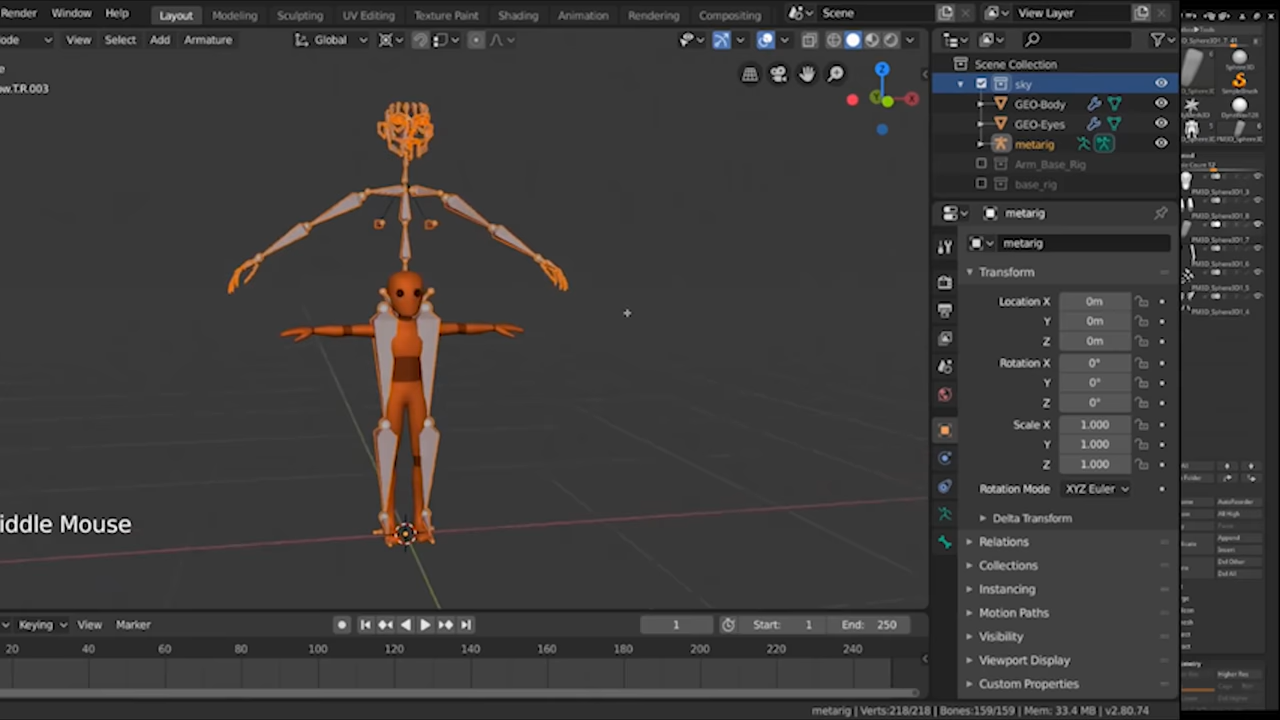 Render Window Help Layout Modeling Sculpting UV Editing Texture Paint Shading Animation Rendering Compositing Scene View Layer
View Select Add Armature Global
Scene Collection
sky
GEO-Body
GEO-Eyes
metarig
Arm_Base_Rig
base_rig
metarig
metarig
Transform
Location X 0m
Y 0m
Z 0m
Rotation X 0°
Y 0°
Z 0°
Scale X 1.000
Y 1.000
Z 1.000
Rotation Mode XYZ Euler
Delta Transform
Relations
Collections
Instancing
Motion Paths
Visibility
Viewport Display
Custom Properties
iddle Mouse
Keying View Marker 1 Start: 1 End: 250
20 40 60 80 100 120 140 160 180 200 220 240
metarig | Verts:218/218 | Bones:159/159 | Mem: 33.4 MB | v2.80.74